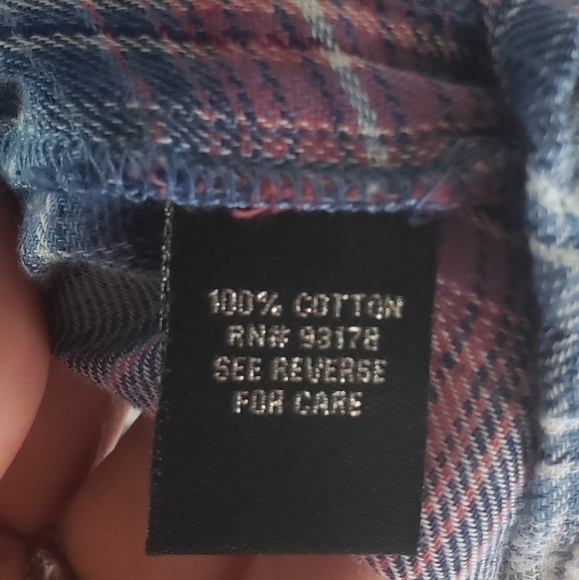 100% COTTON
RN# 93178
SEE REVERSE
FOR CARE